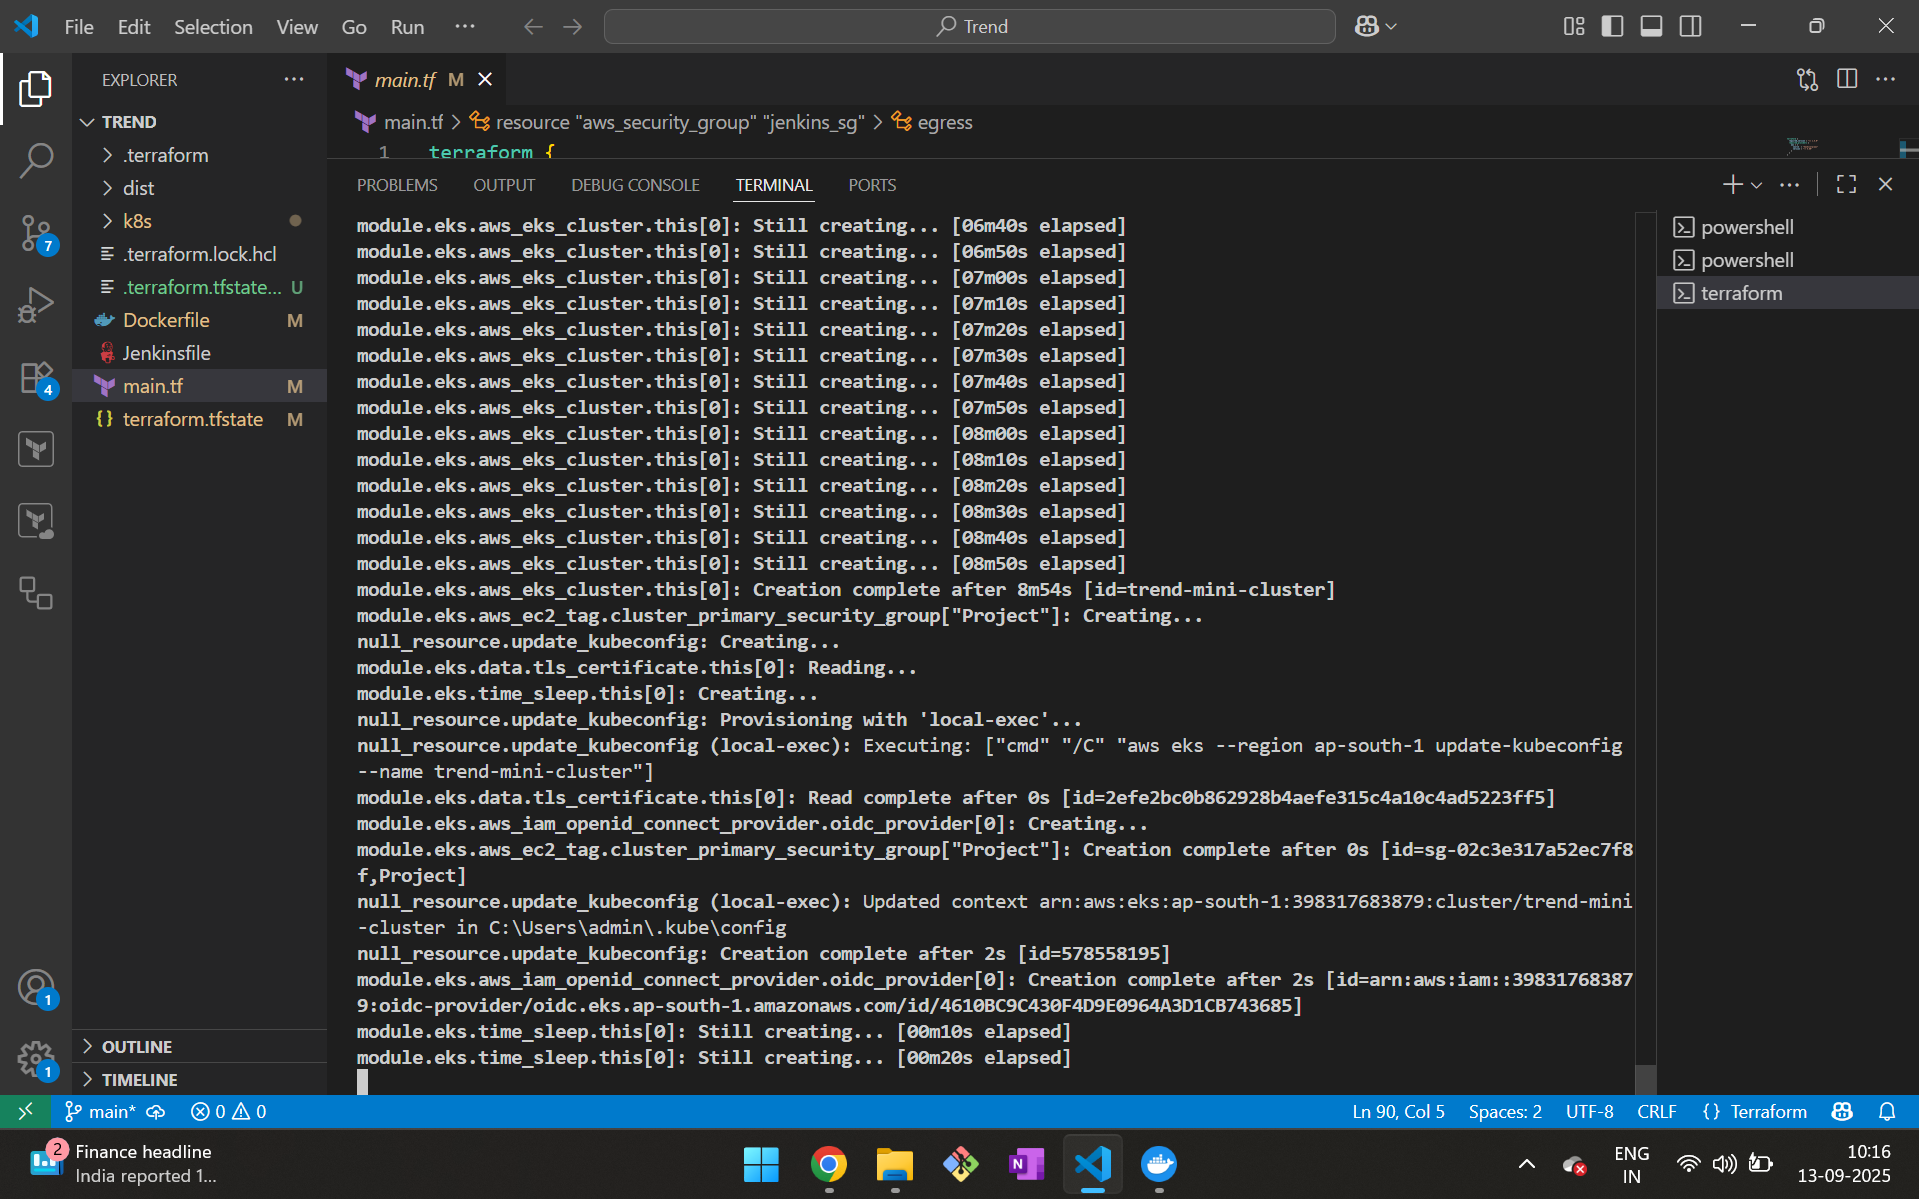 File Edit Selection View Go Run ···
Trend
EXPLORER
TREND
.terraform
dist
k8s
.terraform.lock.hcl
.terraform.tfstate... U
Dockerfile M
Jenkinsfile
main.tf M
terraform.tfstate M
OUTLINE
TIMELINE
7
4
1
1
main.tf M
main.tf > resource "aws_security_group" "jenkins_sg" > egress
1 terraform {
PROBLEMS OUTPUT DEBUG CONSOLE TERMINAL PORTS
module.eks.aws_eks_cluster.this[0]: Still creating... [06m40s elapsed]
module.eks.aws_eks_cluster.this[0]: Still creating... [06m50s elapsed]
module.eks.aws_eks_cluster.this[0]: Still creating... [07m00s elapsed]
module.eks.aws_eks_cluster.this[0]: Still creating... [07m10s elapsed]
module.eks.aws_eks_cluster.this[0]: Still creating... [07m20s elapsed]
module.eks.aws_eks_cluster.this[0]: Still creating... [07m30s elapsed]
module.eks.aws_eks_cluster.this[0]: Still creating... [07m40s elapsed]
module.eks.aws_eks_cluster.this[0]: Still creating... [07m50s elapsed]
module.eks.aws_eks_cluster.this[0]: Still creating... [08m00s elapsed]
module.eks.aws_eks_cluster.this[0]: Still creating... [08m10s elapsed]
module.eks.aws_eks_cluster.this[0]: Still creating... [08m20s elapsed]
module.eks.aws_eks_cluster.this[0]: Still creating... [08m30s elapsed]
module.eks.aws_eks_cluster.this[0]: Still creating... [08m40s elapsed]
module.eks.aws_eks_cluster.this[0]: Still creating... [08m50s elapsed]
module.eks.aws_eks_cluster.this[0]: Creation complete after 8m54s [id=trend-mini-cluster]
module.eks.aws_ec2_tag.cluster_primary_security_group["Project"]: Creating...
null_resource.update_kubeconfig: Creating...
module.eks.data.tls_certificate.this[0]: Reading...
module.eks.time_sleep.this[0]: Creating...
null_resource.update_kubeconfig: Provisioning with 'local-exec'...
null_resource.update_kubeconfig (local-exec): Executing: ["cmd" "/C" "aws eks --region ap-south-1 update-kubeconfig
--name trend-mini-cluster"]
module.eks.data.tls_certificate.this[0]: Read complete after 0s [id=2efe2bc0b862928b4aefe315c4a10c4ad5223ff5]
module.eks.aws_iam_openid_connect_provider.oidc_provider[0]: Creating...
module.eks.aws_ec2_tag.cluster_primary_security_group["Project"]: Creation complete after 0s [id=sg-02c3e317a52ec7f8
f,Project]
null_resource.update_kubeconfig (local-exec): Updated context arn:aws:eks:ap-south-1:398317683879:cluster/trend-mini
-cluster in C:\Users\admin\.kube\config
null_resource.update_kubeconfig: Creation complete after 2s [id=578558195]
module.eks.aws_iam_openid_connect_provider.oidc_provider[0]: Creation complete after 2s [id=arn:aws:iam::39831768387
9:oidc-provider/oidc.eks.ap-south-1.amazonaws.com/id/4610BC9C430F4D9E0964A3D1CB743685]
module.eks.time_sleep.this[0]: Still creating... [00m10s elapsed]
module.eks.time_sleep.this[0]: Still creating... [00m20s elapsed]
powershell
powershell
terraform
main* 0 0
Ln 90, Col 5 Spaces: 2 UTF-8 CRLF {} Terraform
2
Finance headline
India reported 1...
N
ENG
IN
10:16
13-09-2025